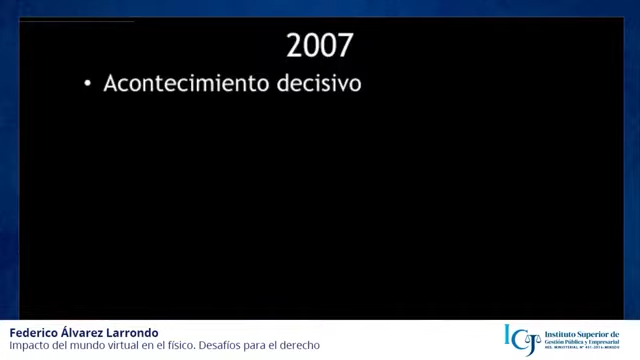 2007
• Acontecimiento decisivo
Federico Álvarez Larrondo
Impacto del mundo virtual en el físico. Desafíos para el derecho
ICJ
Instituto Superior de
Gestión Pública y Empresarial